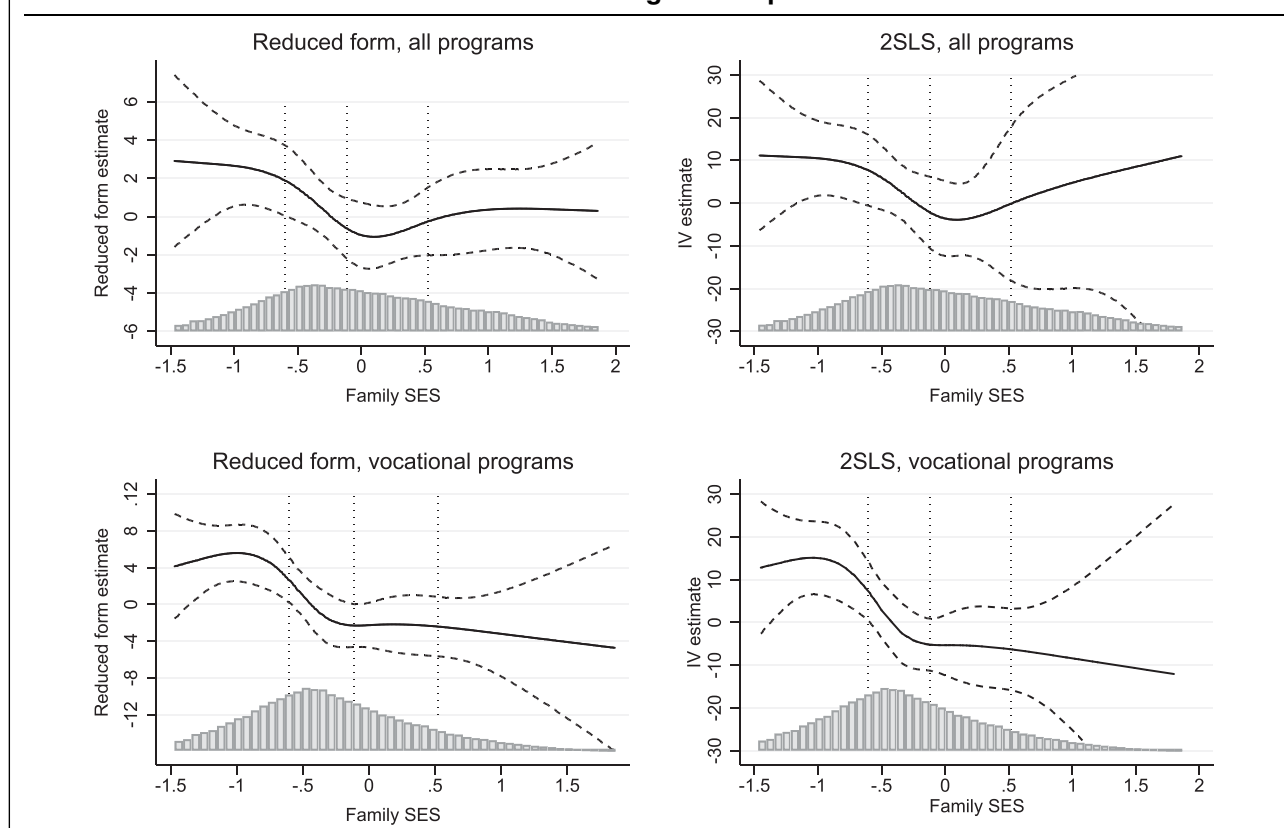 Reduced form, all programs
Reduced form estimate
6
4
2
0
-2
-4
-6
-1.5 -1 -.5 0 .5 1 1.5 2
Family SES
2SLS, all programs
IV estimate
30
20
10
0
-10
-20
-30
-1.5 -1 -.5 0 .5 1 1.5 2
Family SES
Reduced form, vocational programs
Reduced form estimate
.12
8
4
0
-4
-8
-12
-1.5 -1 -.5 0 .5 1 1.5
Family SES
2SLS, vocational programs
IV estimate
30
20
10
0
-10
-20
-30
-1.5 -1 -.5 0 .5 1 1.5 2
Family SES